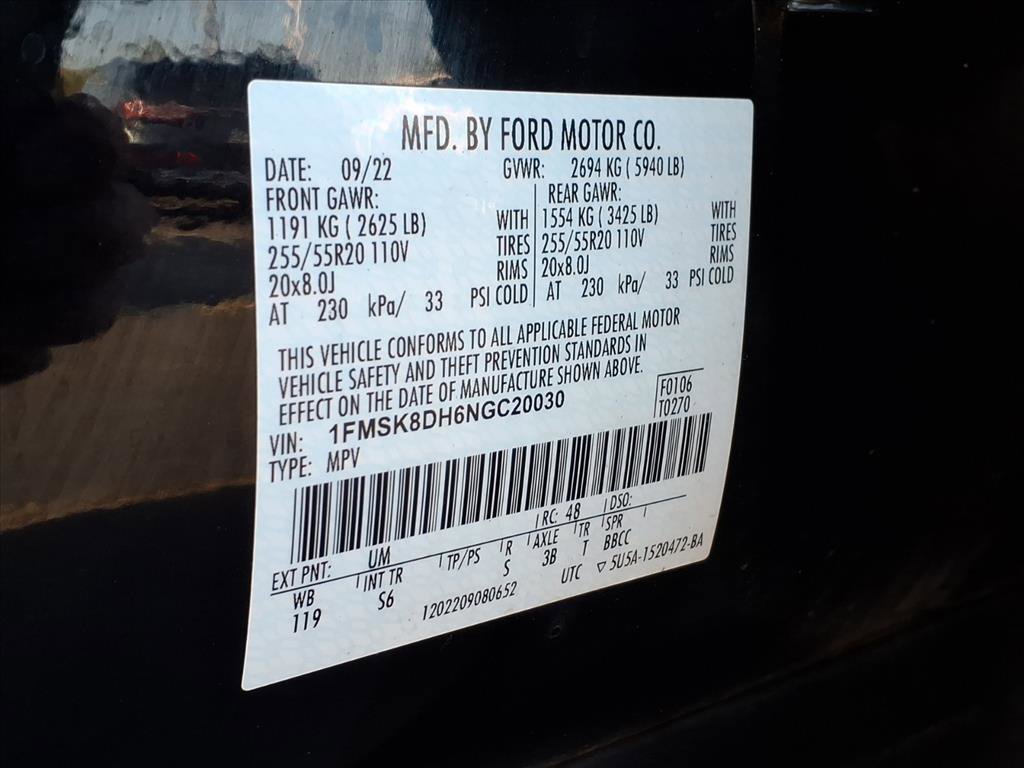 MFD. BY FORD MOTOR CO.
DATE: 09/22 GVWR: 2694 KG ( 5940 LB)
FRONT GAWR: REAR GAWR:
1191 KG ( 2625 LB) WITH 1554 KG ( 3425 LB) WITH
255/55R20 110V TIRES 255/55R20 110V TIRES
20x8.0J RIMS 20x8.0J RIMS
AT 230 kPa/ 33 PSI COLD AT 230 kPa/ 33 PSI COLD
THIS VEHICLE CONFORMS TO ALL APPLICABLE FEDERAL MOTOR
VEHICLE SAFETY AND THEFT PREVENTION STANDARDS IN
EFFECT ON THE DATE OF MANUFACTURE SHOWN ABOVE.
F0106
VIN: 1FMSK8DH6NGC20030 T0270
TYPE: MPV
EXT PNT: UM RC: 48 DSO:
WB INT TR TP/PS R AXLE TR SPR
119 S6 S 3B T BBCC
1202209080652 UTC ▽ 5U5A-1520472-BA